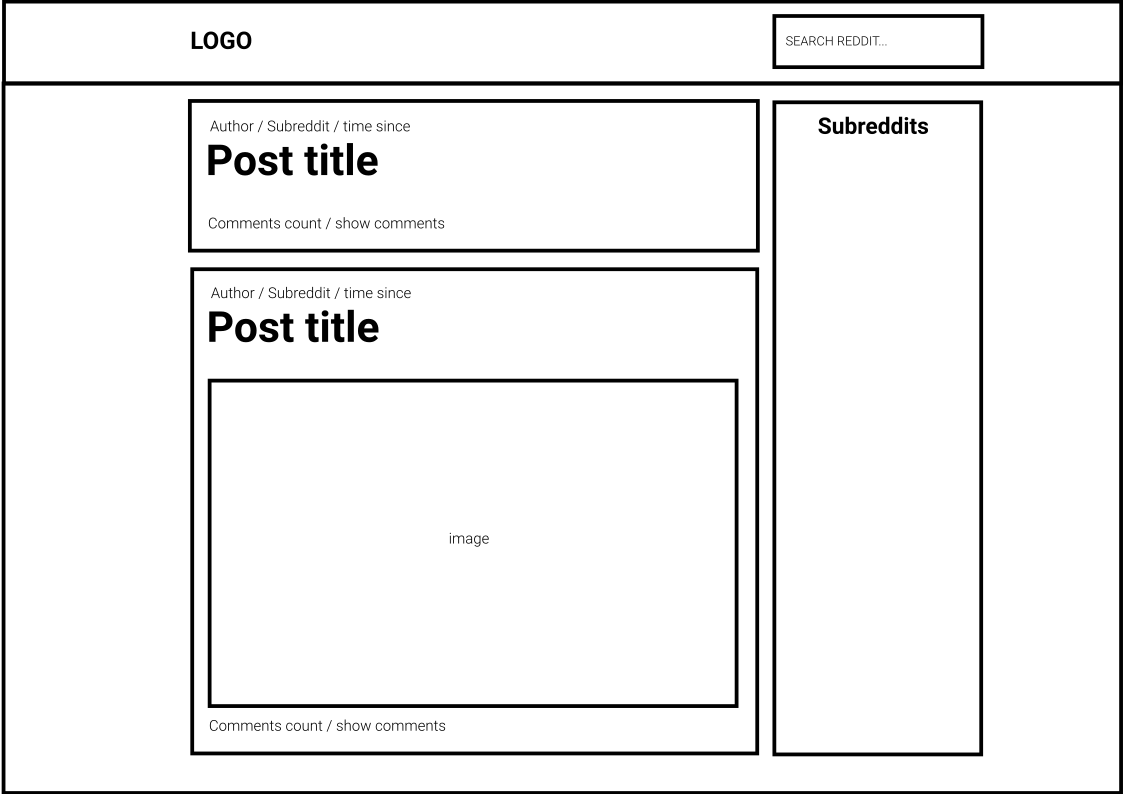 LOGO
SEARCH REDDIT...
Author / Subreddit / time since
Post title
Comments count / show comments
Author / Subreddit / time since
Post title
image
Comments count / show comments
Subreddits